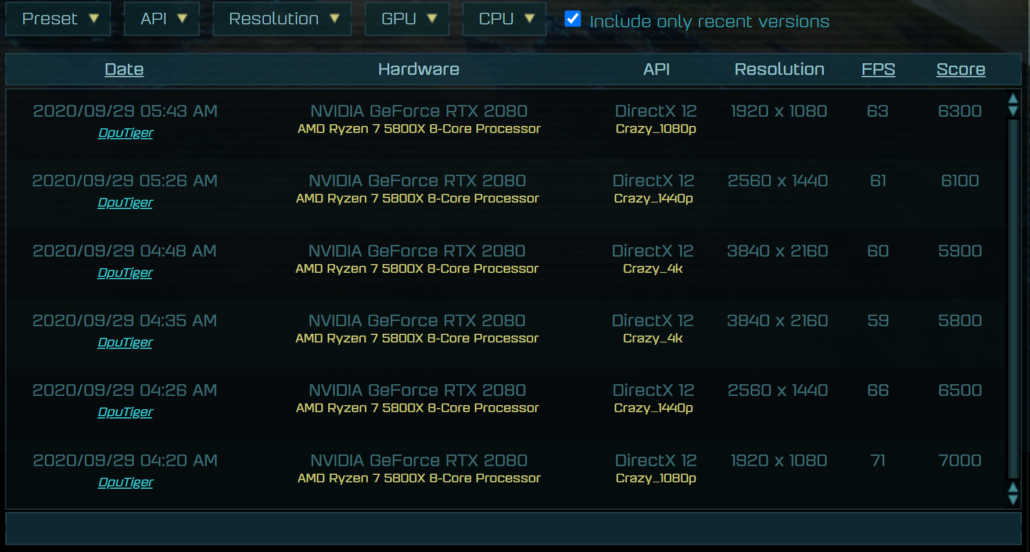 Preset ▼ API ▼ Resolution ▼ GPU ▼ CPU ▼ Include only recent versions
Date Hardware API Resolution FPS Score
2020/09/29 05:43 AM NVIDIA GeForce RTX 2080 DirectX 12 1920 x 1080 63 6300
DpuTiger AMD Ryzen 7 5800X 8-Core Processor Crazy_1080p
2020/09/29 05:26 AM NVIDIA GeForce RTX 2080 DirectX 12 2560 x 1440 61 6100
DpuTiger AMD Ryzen 7 5800X 8-Core Processor Crazy_1440p
2020/09/29 04:48 AM NVIDIA GeForce RTX 2080 DirectX 12 3840 x 2160 60 5900
DpuTiger AMD Ryzen 7 5800X 8-Core Processor Crazy_4k
2020/09/29 04:35 AM NVIDIA GeForce RTX 2080 DirectX 12 3840 x 2160 59 5800
DpuTiger AMD Ryzen 7 5800X 8-Core Processor Crazy_4k
2020/09/29 04:26 AM NVIDIA GeForce RTX 2080 DirectX 12 2560 x 1440 66 6500
DpuTiger AMD Ryzen 7 5800X 8-Core Processor Crazy_1440p
2020/09/29 04:20 AM NVIDIA GeForce RTX 2080 DirectX 12 1920 x 1080 71 7000
DpuTiger AMD Ryzen 7 5800X 8-Core Processor Crazy_1080p